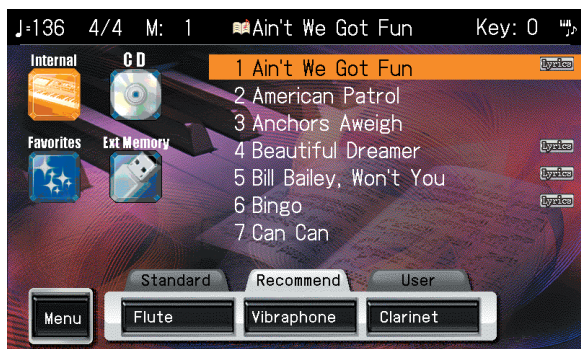 ♩=136 4/4 M: 1 Ain't We Got Fun Key: 0
Internal CD
Favorites Ext Memory
1 Ain't We Got Fun Lyrics
2 American Patrol
3 Anchors Aweigh
4 Beautiful Dreamer Lyrics
5 Bill Bailey, Won't You Lyrics
6 Bingo Lyrics
7 Can Can
Standard Recommend User
Menu Flute Vibraphone Clarinet